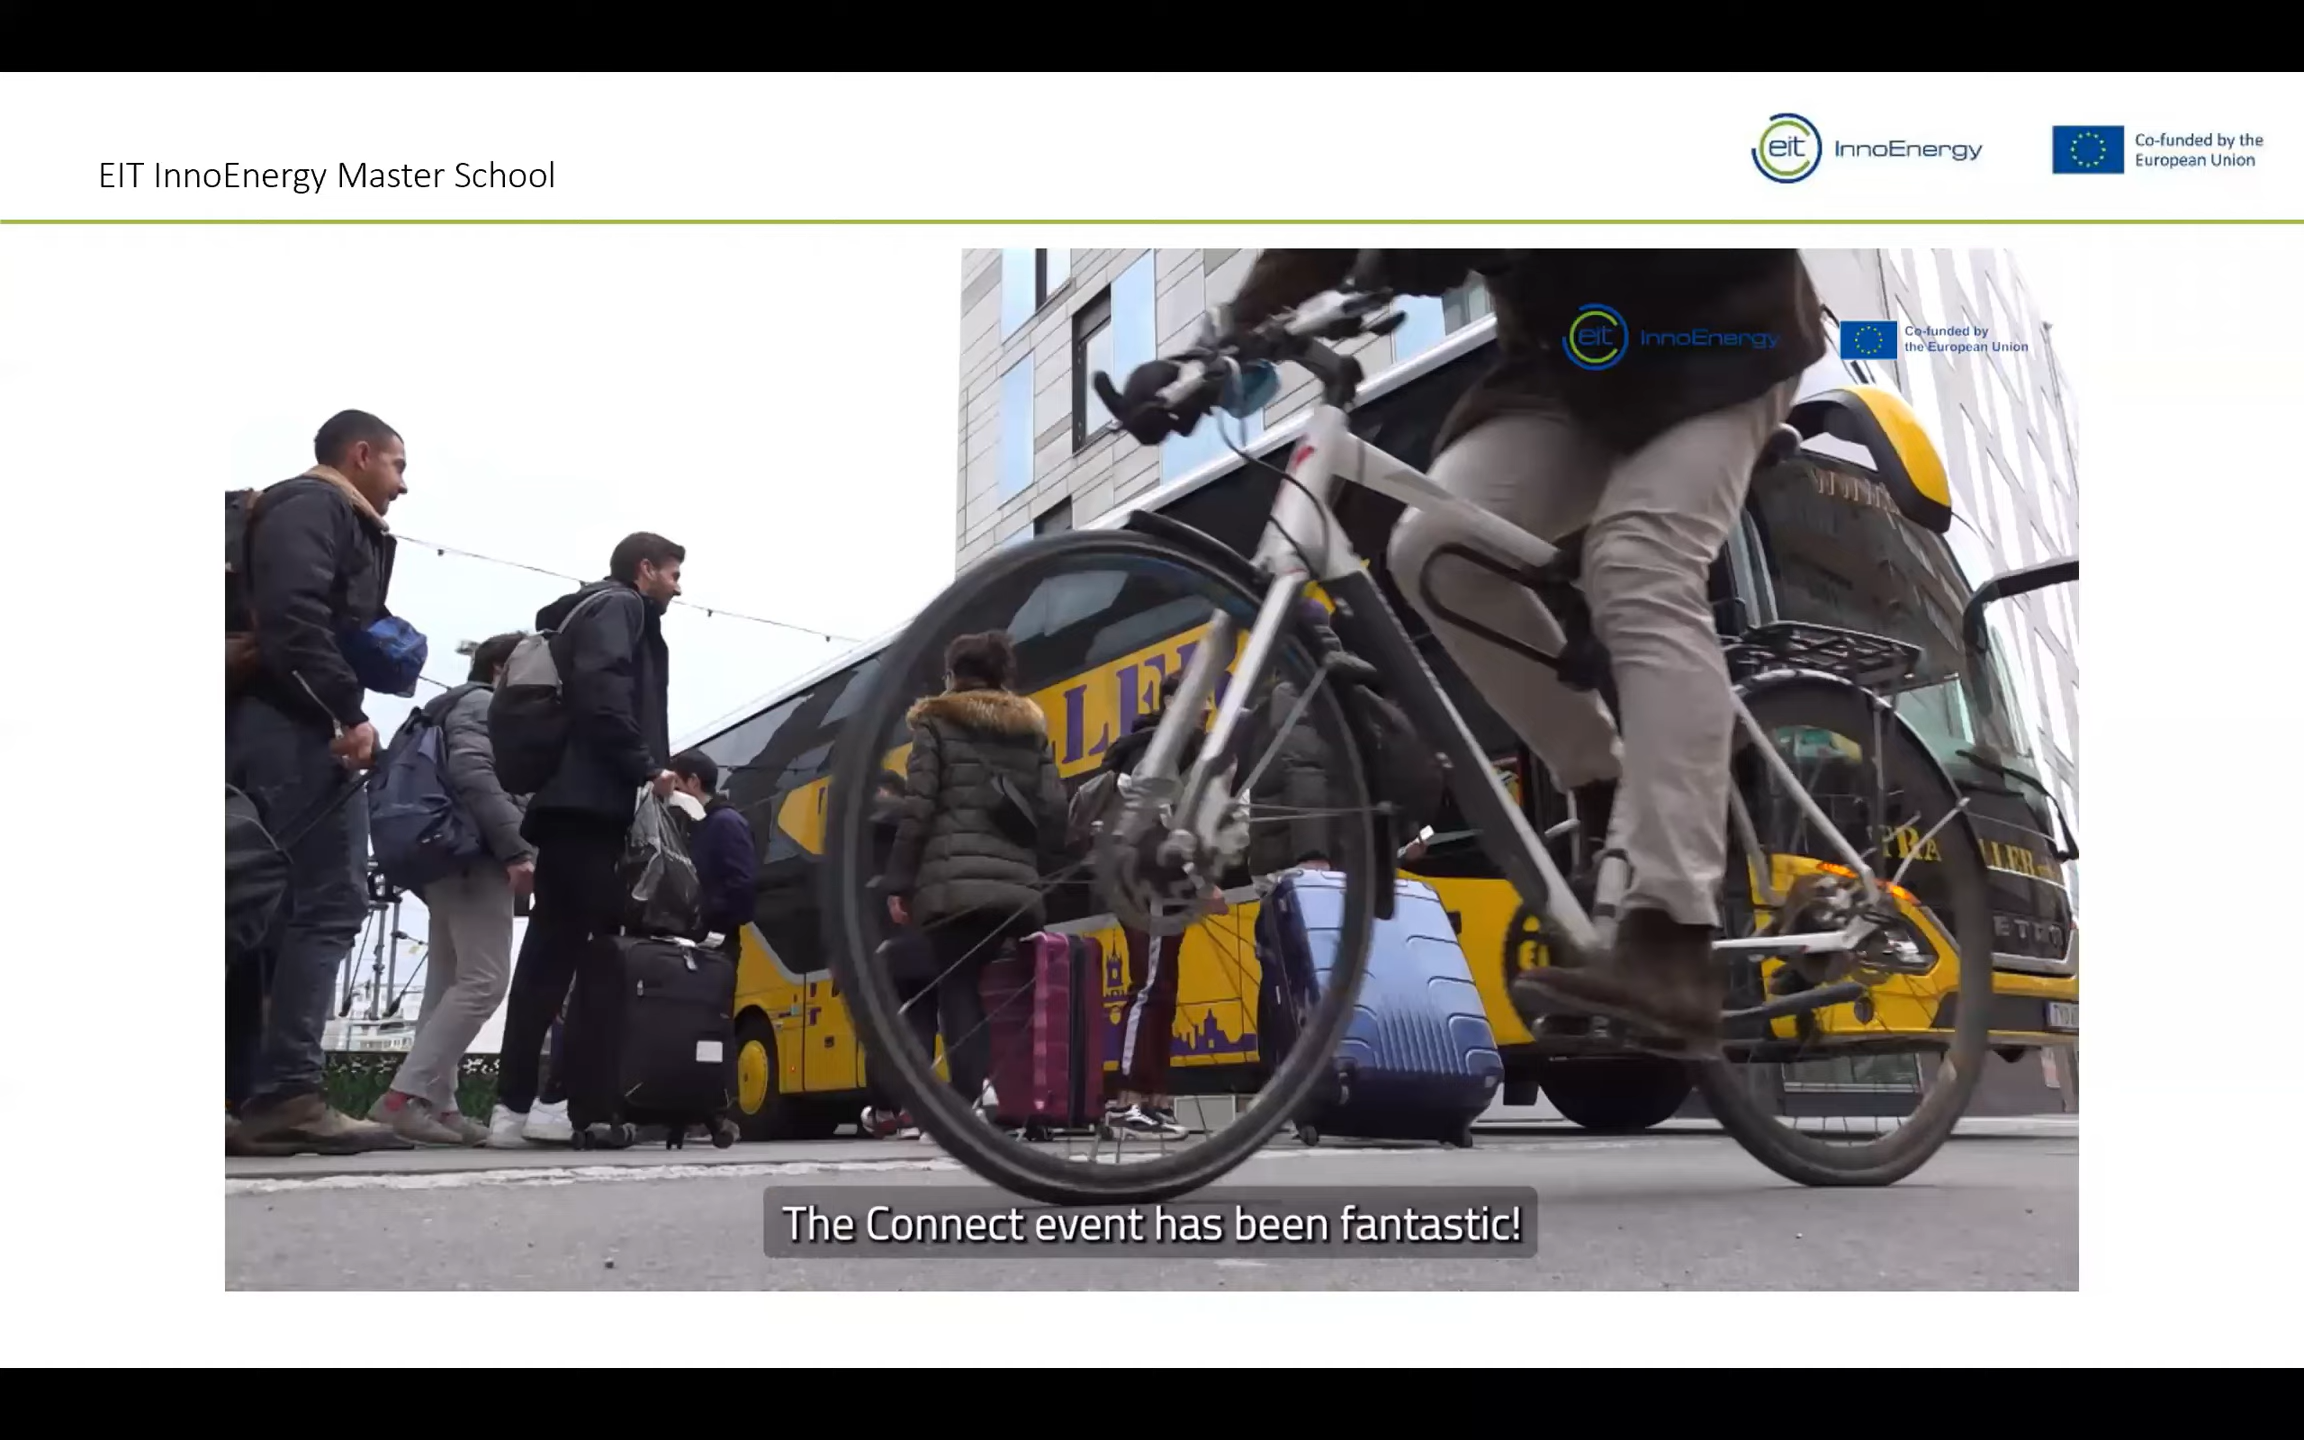 EIT InnoEnergy Master School
eit InnoEnergy
Co-funded by the
European Union
eit InnoEnergy
Co-funded by
the European Union
The Connect event has been fantastic!